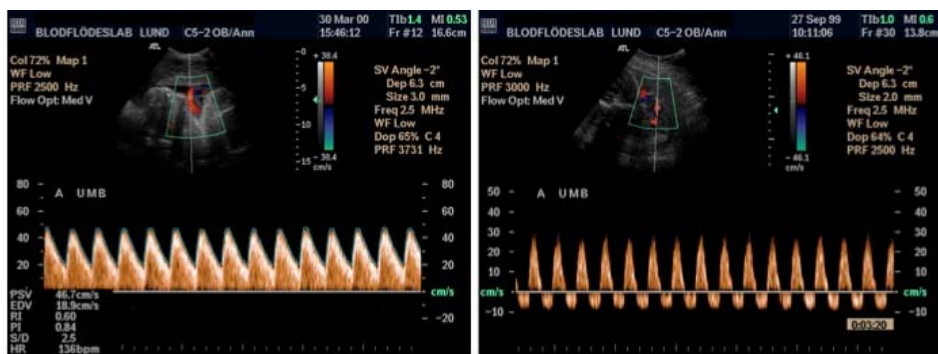 30 Mar 00
TIb1.4 MI 0.53
15:46:12
Fr #12 16.6cm
BLODFLÖDESLAB LUND C5-2 OB/Ann
Col 72% Map 1
WF Low
PRF 2500 Hz
Flow Opt: Med V
ATL
0
5
10
15
38.4
38.4
cm/s
SV Angle -2°
Dep 6.3 cm
Size 3.0 mm
Freq 2.5 MHz
WF Low
Dop 65% C 4
PRF 3731 Hz
A UMB
80
60
40
20
80
60
40
20
cm/s
-20
PSV 46.7cm/s
EDV 18.9cm/s
RI 0.60
PI 0.84
S/D 2.5
HR 136bpm
27 Sep 99
TIb1.0 MI 0.6
10:11:06
Fr #30 13.8cm
BLODFLÖDESLAB LUND C5-2 OB/Ann
Col 72% Map 1
WF Low
PRF 3000 Hz
Flow Opt: Med V
ATL
+ 46.1
- 46.1
cm/s
SV Angle -2°
Dep 6.3 cm
Size 2.0 mm
Freq 2.5 MHz
WF Low
Dop 64% C 4
PRF 2500 Hz
A UMB
50
40
30
20
10
cm/s
-10
50
40
30
20
10
cm/s
-10
0:03:20